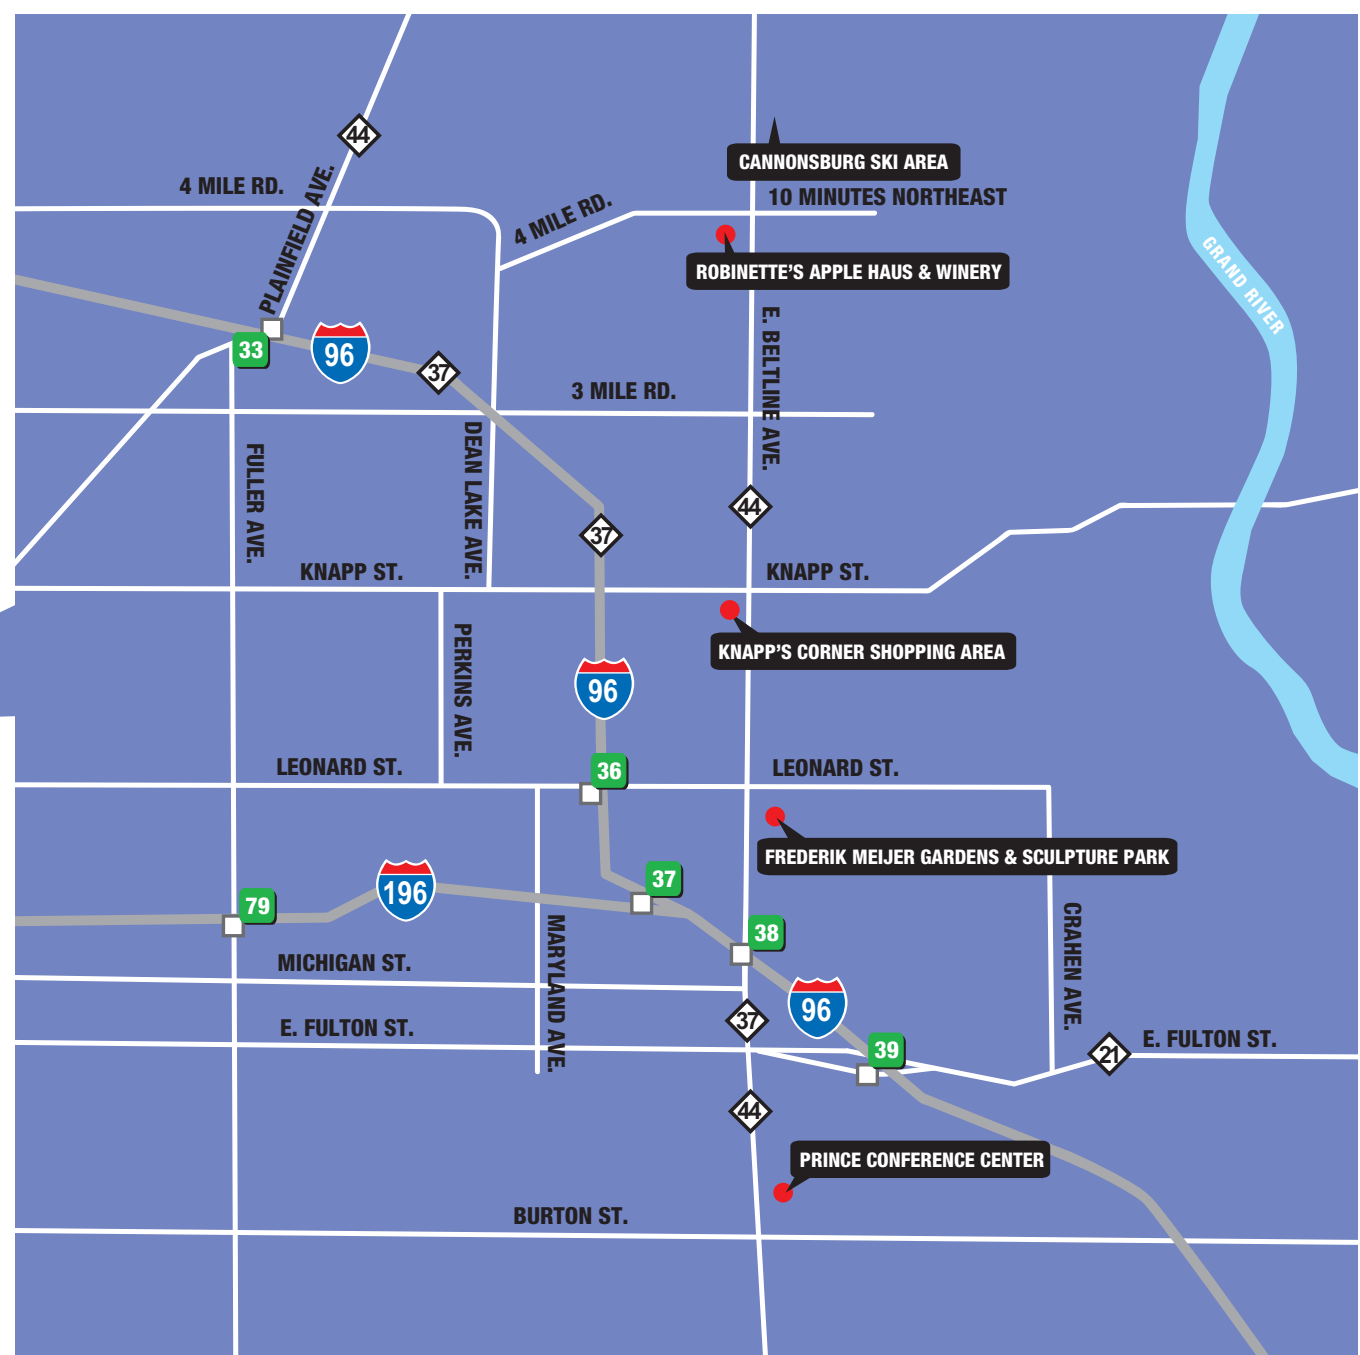 44
CANNONSBURG SKI AREA
4 MILE RD.
10 MINUTES NORTHEAST
PLAINFIELD AVE.
4 MILE RD.
GRAND RIVER
ROBINETTE'S APPLE HAUS & WINERY
33
96
37
E. BELTLINE AVE.
3 MILE RD.
FULLER AVE.
DEAN LAKE AVE.
44
37
KNAPP ST.
KNAPP ST.
PERKINS AVE.
KNAPP'S CORNER SHOPPING AREA
96
LEONARD ST.
36
LEONARD ST.
FREDERIK MEIJER GARDENS & SCULPTURE PARK
196
37
79
38
MARYLAND AVE.
CRAHEN AVE.
MICHIGAN ST.
96
37
E. FULTON ST.
39
21
E. FULTON ST.
44
PRINCE CONFERENCE CENTER
BURTON ST.